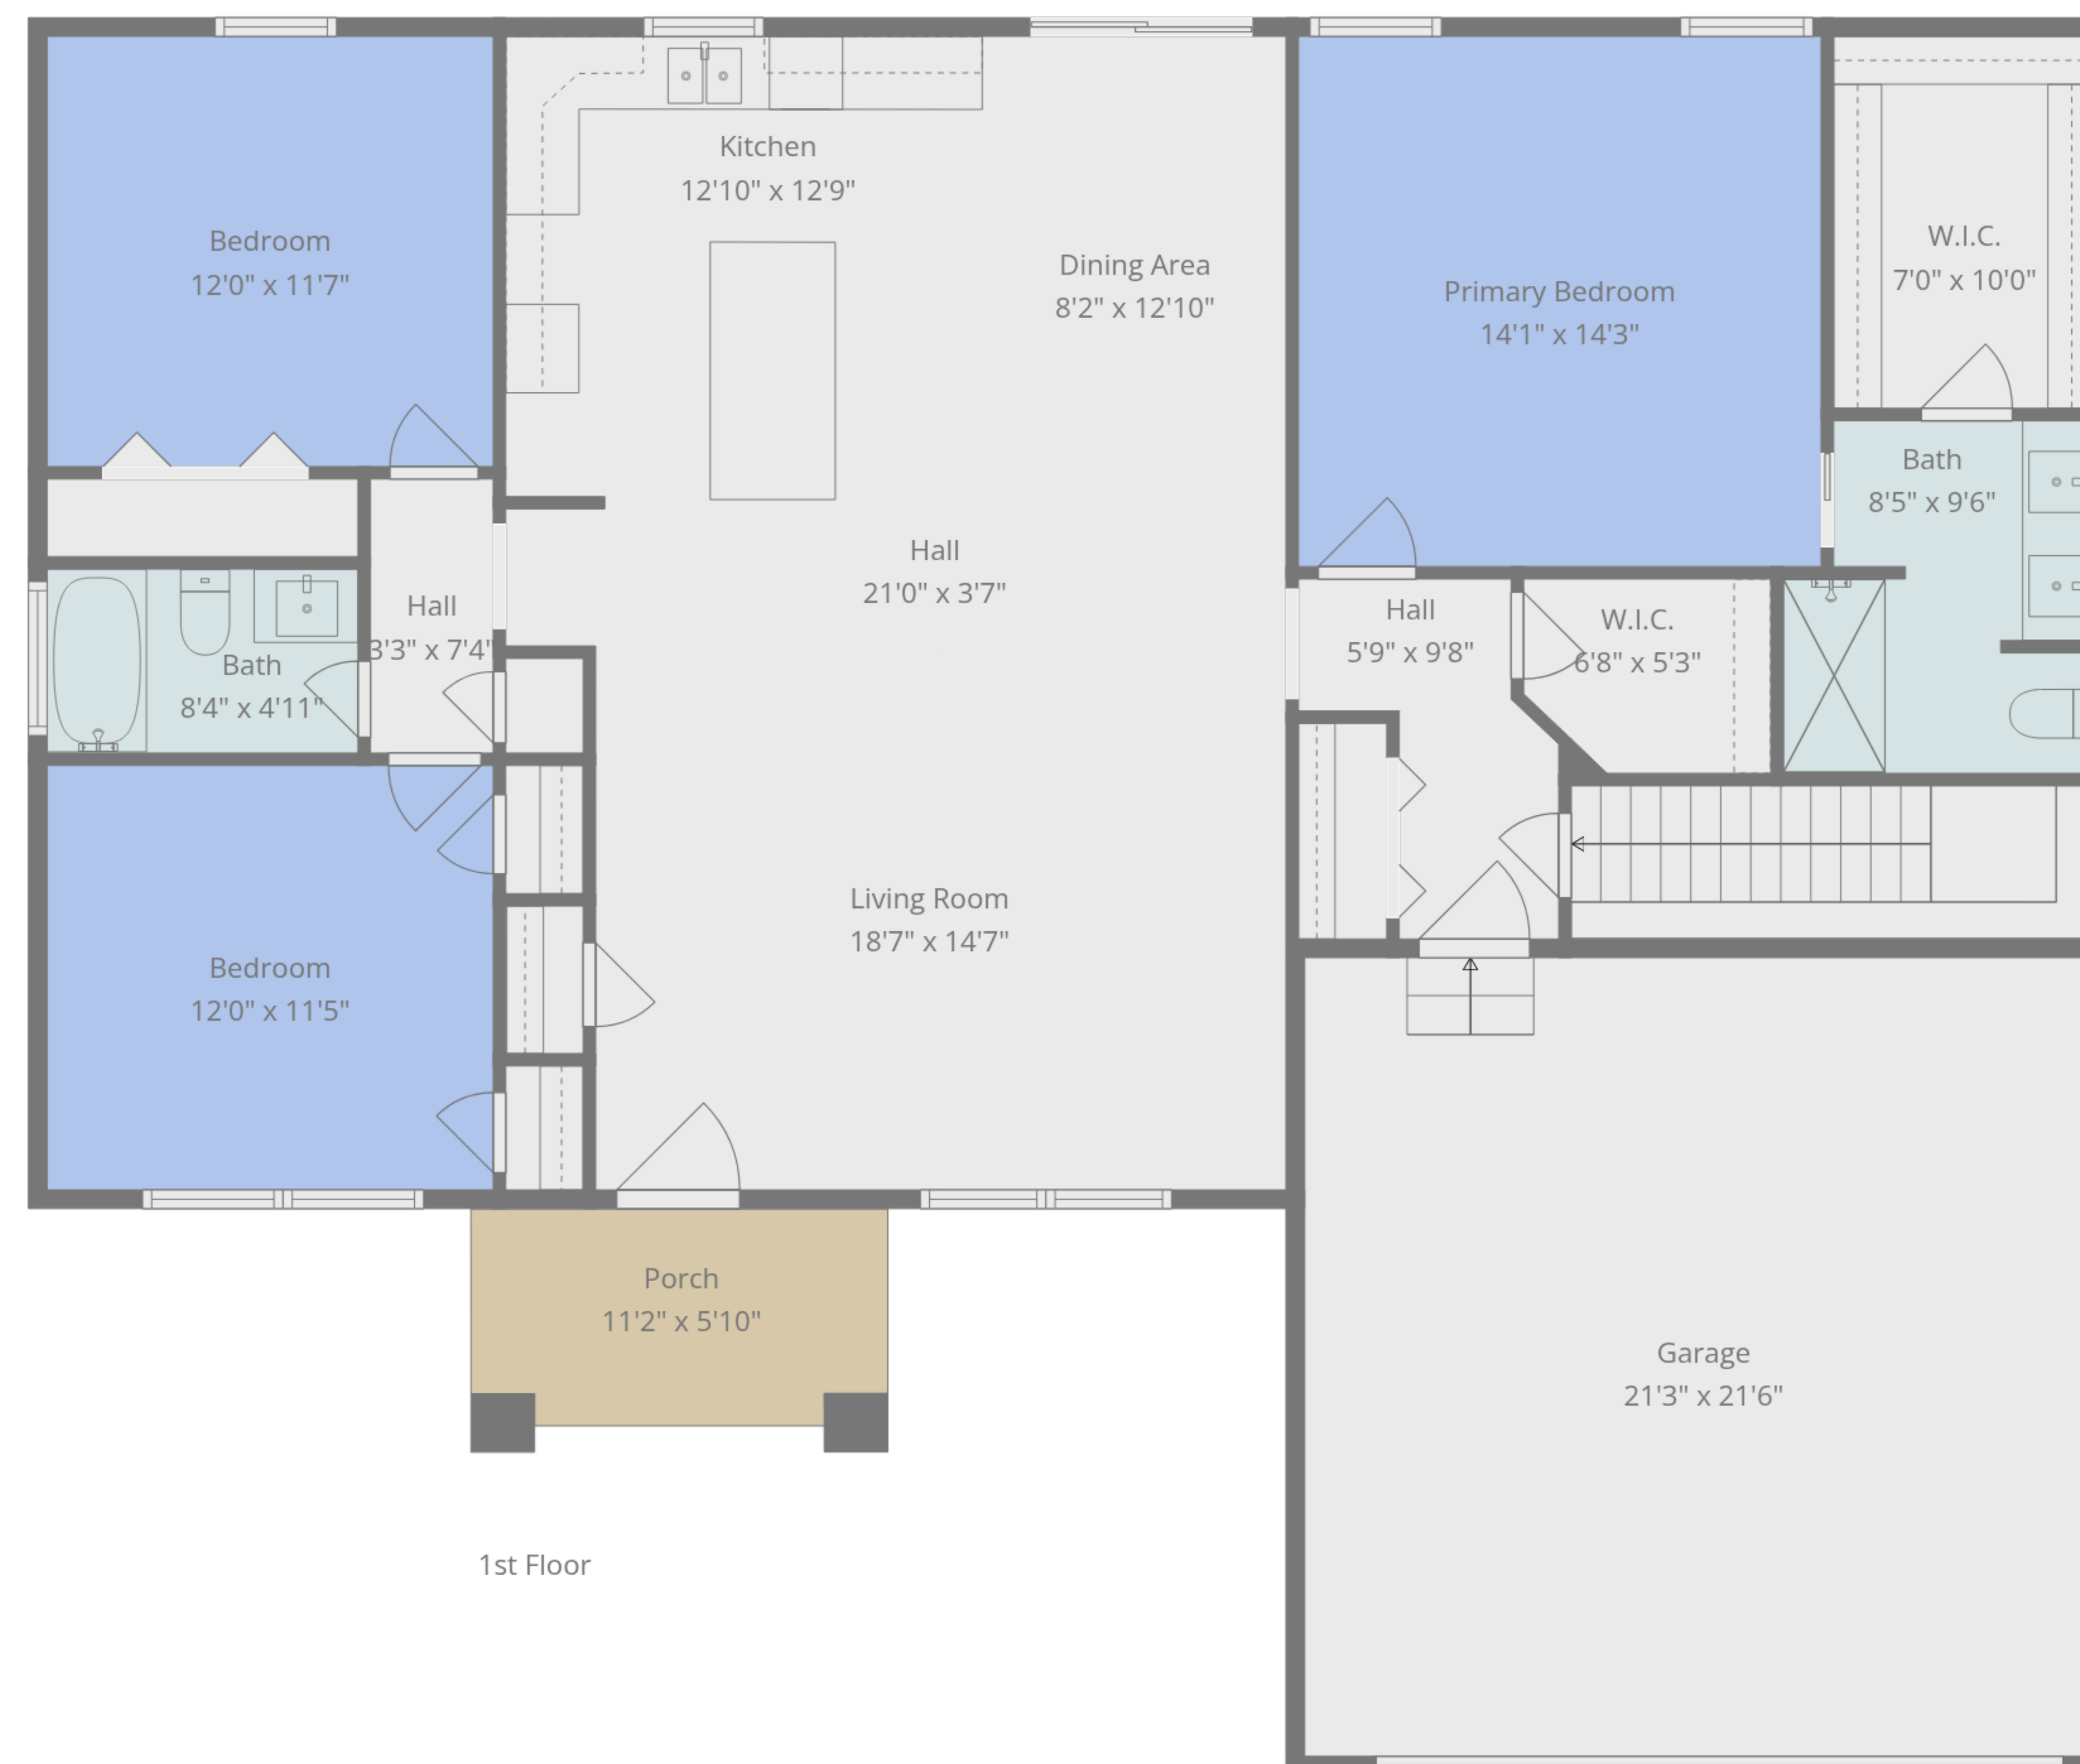 Kitchen
12'10" x 12'9"
Bedroom
12'0" x 11'7"
Dining Area
8'2" x 12'10"
Primary Bedroom
14'1" x 14'3"
W.I.C.
7'0" x 10'0"
Bath
8'5" x 9'6"
Hall
21'0" x 3'7"
Hall
3'3" x 7'4"
Hall
5'9" x 9'8"
W.I.C.
6'8" x 5'3"
Bath
8'4" x 4'11"
Living Room
18'7" x 14'7"
Bedroom
12'0" x 11'5"
Porch
11'2" x 5'10"
Garage
21'3" x 21'6"
1st Floor